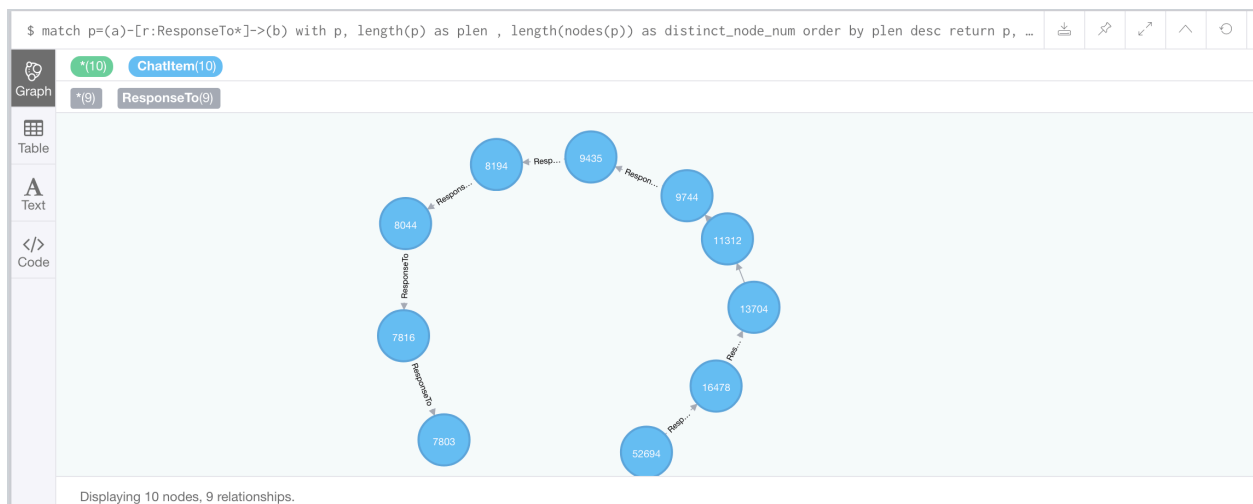 $ match p=(a)-[r:ResponseTo*]->(b) with p, length(p) as plen , length(nodes(p)) as distinct_node_num order by plen desc return p, …
Graph
*(10) ChatItem(10)
*(9) ResponseTo(9)
Table
A
Text
</>
Code
8194
Resp…
9435
Respon…
9744
Respons…
8044
11312
ResponseTo
13704
7816
Res…
ResponseTo
16478
Resp…
7803
52694
Displaying 10 nodes, 9 relationships.